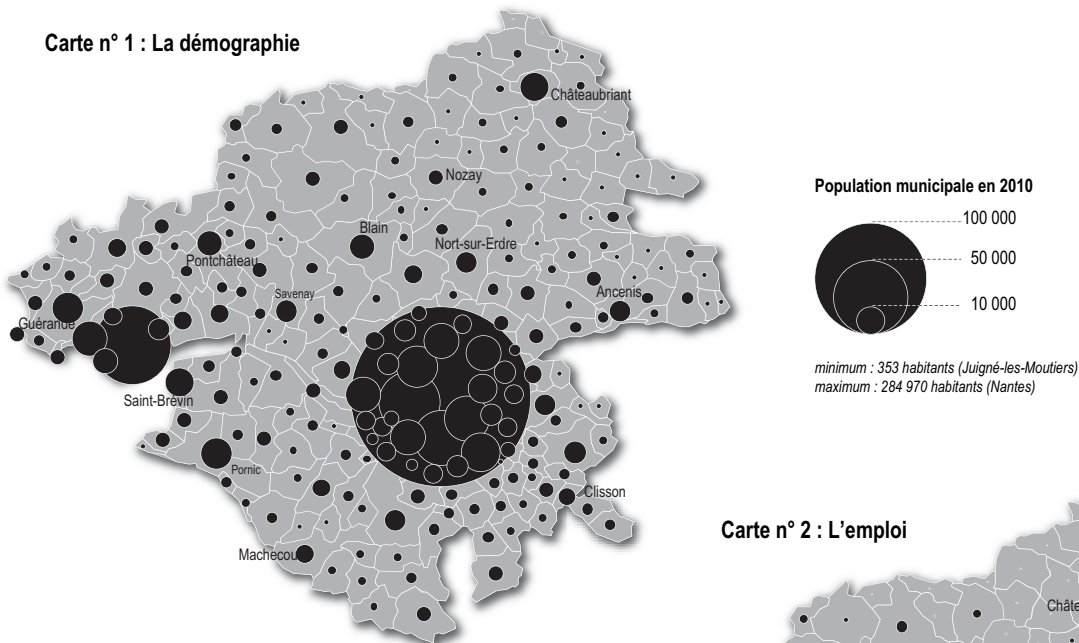 Carte n° 1 : La démographie
Châteaubriant
Nozay
Blain
Nort-sur-Erdre
Pontchâteau
Savenay
Ancenis
Guérande
Saint-Brévin
Pornic
Clisson
Machecoul
Population municipale en 2010
100 000
50 000
10 000
minimum : 353 habitants (Juigné-les-Moutiers)
maximum : 284 970 habitants (Nantes)
Carte n° 2 : L'emploi
Châte